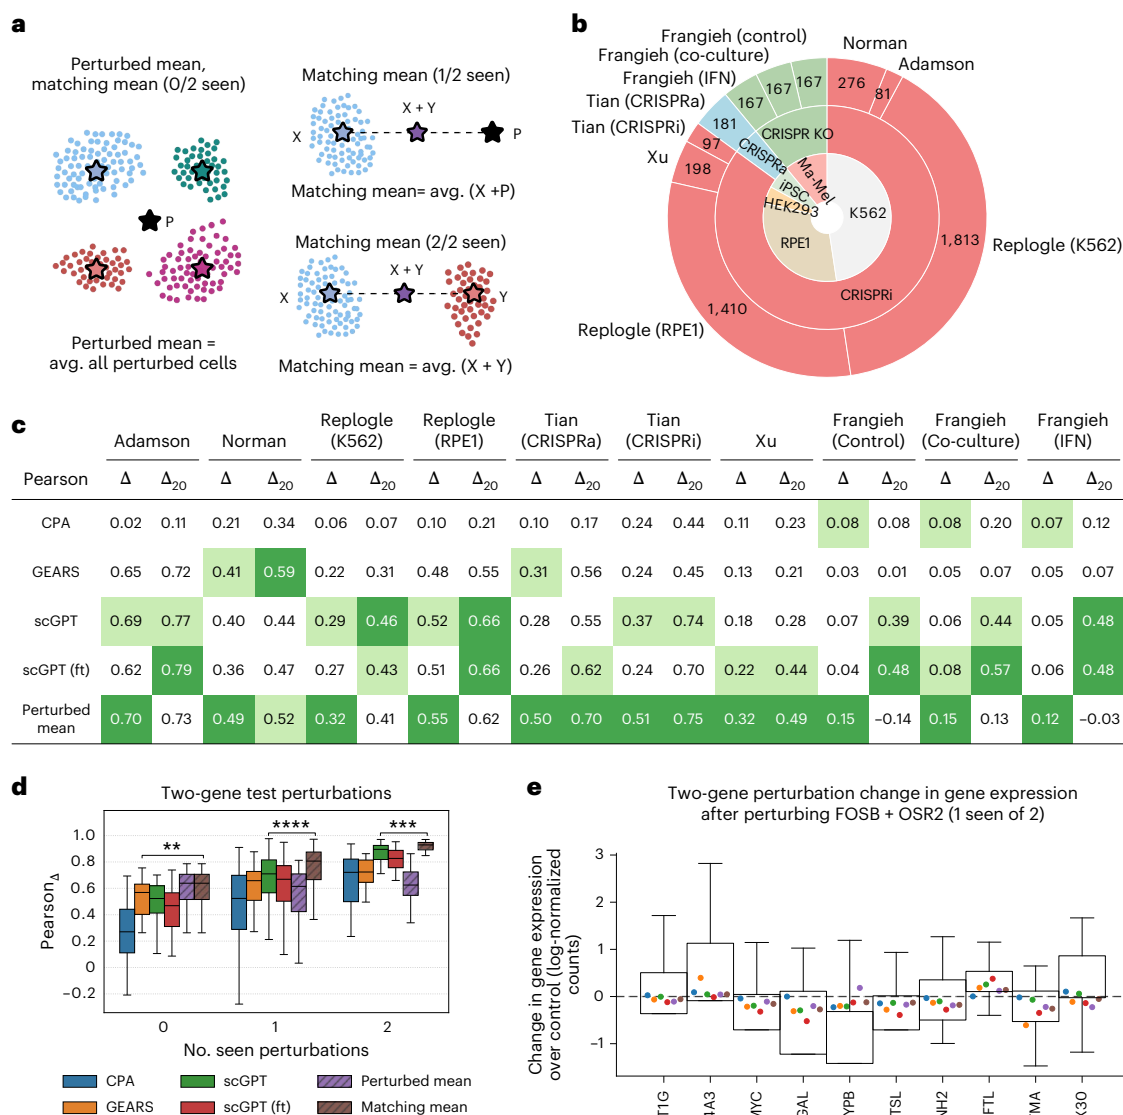 a
Perturbed mean,
matching mean (0/2 seen)
P
Perturbed mean =
avg. all perturbed cells
Matching mean (1/2 seen)
X + Y
X
P
Matching mean= avg. (X +P)
Matching mean (2/2 seen)
X + Y
X
Y
Matching mean = avg. (X + Y)
b
Frangieh (control)
Frangieh (co-culture)
Frangieh (IFN)
Tian (CRISPRa)
Tian (CRISPRi)
Xu
Norman
Adamson
Replogle (K562)
Replogle (RPE1)
167
167
167
276
81
181
97
198
1,813
1,410
CRISPR KO
CRISPRa
CRISPRi
Ma-Mel
iPSC
HEK293
K562
RPE1
c
Adamson Norman Replogle (K562) Replogle (RPE1) Tian (CRISPRa) Tian (CRISPRi) Xu Frangieh (Control) Frangieh (Co-culture) Frangieh (IFN)
Pearson Δ Δ20 Δ Δ20 Δ Δ20 Δ Δ20 Δ Δ20 Δ Δ20 Δ Δ20 Δ Δ20 Δ Δ20 Δ Δ20
CPA 0.02 0.11 0.21 0.34 0.06 0.07 0.10 0.21 0.10 0.17 0.24 0.44 0.11 0.23 0.08 0.08 0.08 0.20 0.07 0.12
GEARS 0.65 0.72 0.41 0.59 0.22 0.31 0.48 0.55 0.31 0.56 0.24 0.45 0.13 0.21 0.03 0.01 0.05 0.07 0.05 0.07
scGPT 0.69 0.77 0.40 0.44 0.29 0.46 0.52 0.66 0.28 0.55 0.37 0.74 0.18 0.28 0.07 0.39 0.06 0.44 0.05 0.48
scGPT (ft) 0.62 0.79 0.36 0.47 0.27 0.43 0.51 0.66 0.26 0.62 0.24 0.70 0.22 0.44 0.04 0.48 0.08 0.57 0.06 0.48
Perturbed mean 0.70 0.73 0.49 0.52 0.32 0.41 0.55 0.62 0.50 0.70 0.51 0.75 0.32 0.49 0.15 −0.14 0.15 0.13 0.12 −0.03
d
Two-gene test perturbations
PearsonΔ
1.0
0.8
0.6
0.4
0.2
0
−0.2
**
****
***
0 1 2
No. seen perturbations
CPA
GEARS
scGPT
scGPT (ft)
Perturbed mean
Matching mean
e
Two-gene perturbation change in gene expression
after perturbing FOSB + OSR2 (1 seen of 2)
Change in gene expression
over control (log-normalized
counts)
3
2
1
0
−1